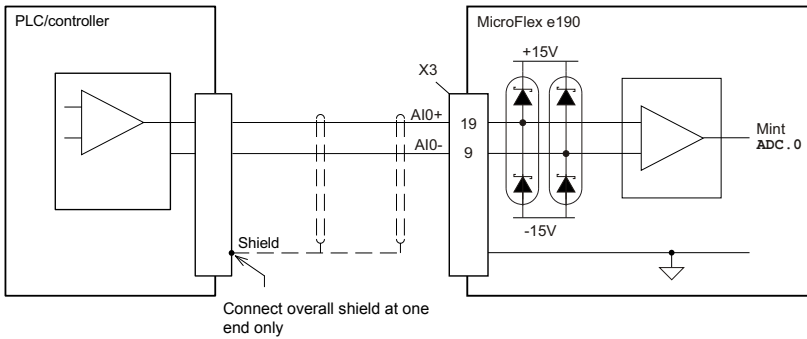 PLC/controller
MicroFlex e190
+15V
X3
AI0+
19
Mint
ADC.0
AI0-
9
-15V
Shield
Connect overall shield at one
end only